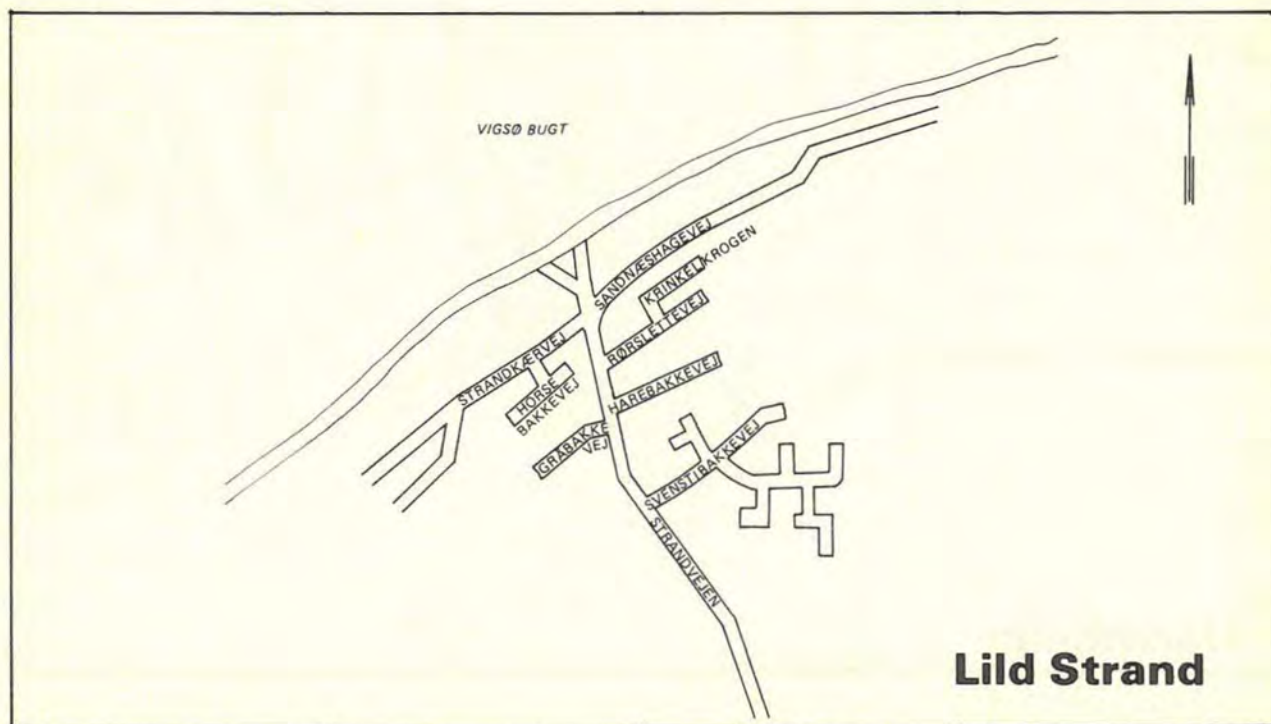 VIGSØ BUGT
SANDNÆSHAGEVEJ
KRINKELKROGEN
RØRSLETTEVEJ
STRANDKÆRVEJ
HORSE
BAKKEVEJ
HAREBAKKEVEJ
GRÅBAKKE
VEJ
SVENSTIBAKKEVEJ
STRANDVEJEN
Lild Strand